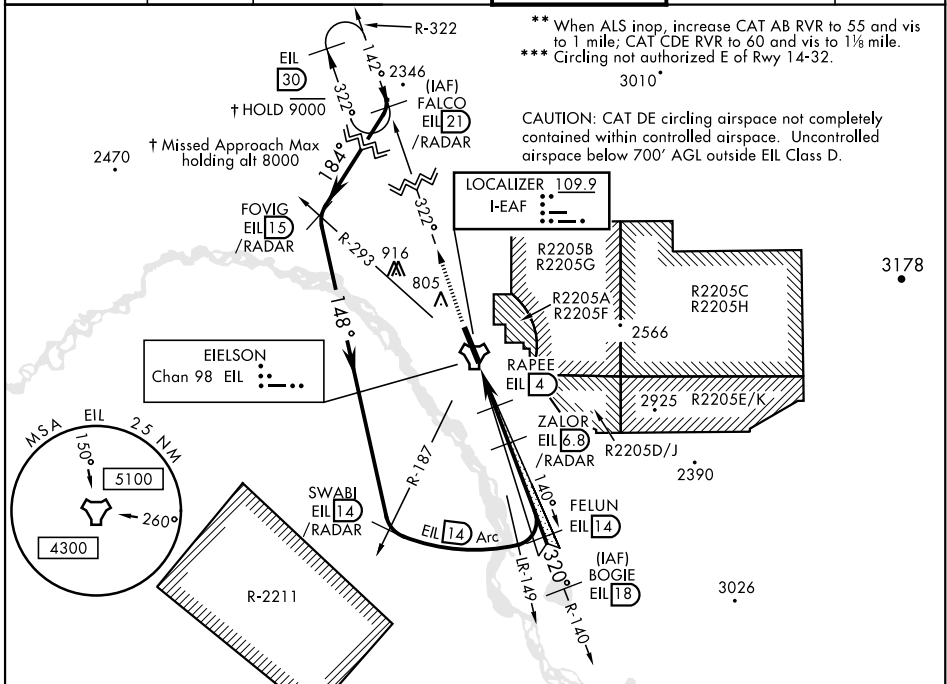 ** When ALS inop, increase CAT AB RVR to 55 and vis
to 1 mile; CAT CDE RVR to 60 and vis to 1⅛ mile.
*** Circling not authorized E of Rwy 14-32.
3010
CAUTION: CAT DE circling airspace not completely
contained within controlled airspace. Uncontrolled
airspace below 700' AGL outside EIL Class D.
R-322
EIL
30
142°
322°
2346
† HOLD 9000
(IAF)
FALCO
EIL 21
/RADAR
† Missed Approach Max
holding alt 8000
2470
184°
322°
LOCALIZER 109.9
I-EAF
FOVIG
EIL 15
/RADAR
R-293
916
805
R2205B
R2205G
R2205A
R2205F
R2205C
R2205H
3178
2566
148°
EIELSON
Chan 98 EIL
RAPEE
EIL 4
2925
R2205E/K
ZALOR
EIL 6.8
/RADAR
R2205D/J
2390
MSA EIL 25 NM
150°
5100
260°
4300
R-187
SWABI
EIL 14
/RADAR
EIL 14 Arc
140°
FELUN
EIL 14
320°
(IAF)
BOGIE
EIL 18
LR-149
R-140
3026
R-2211